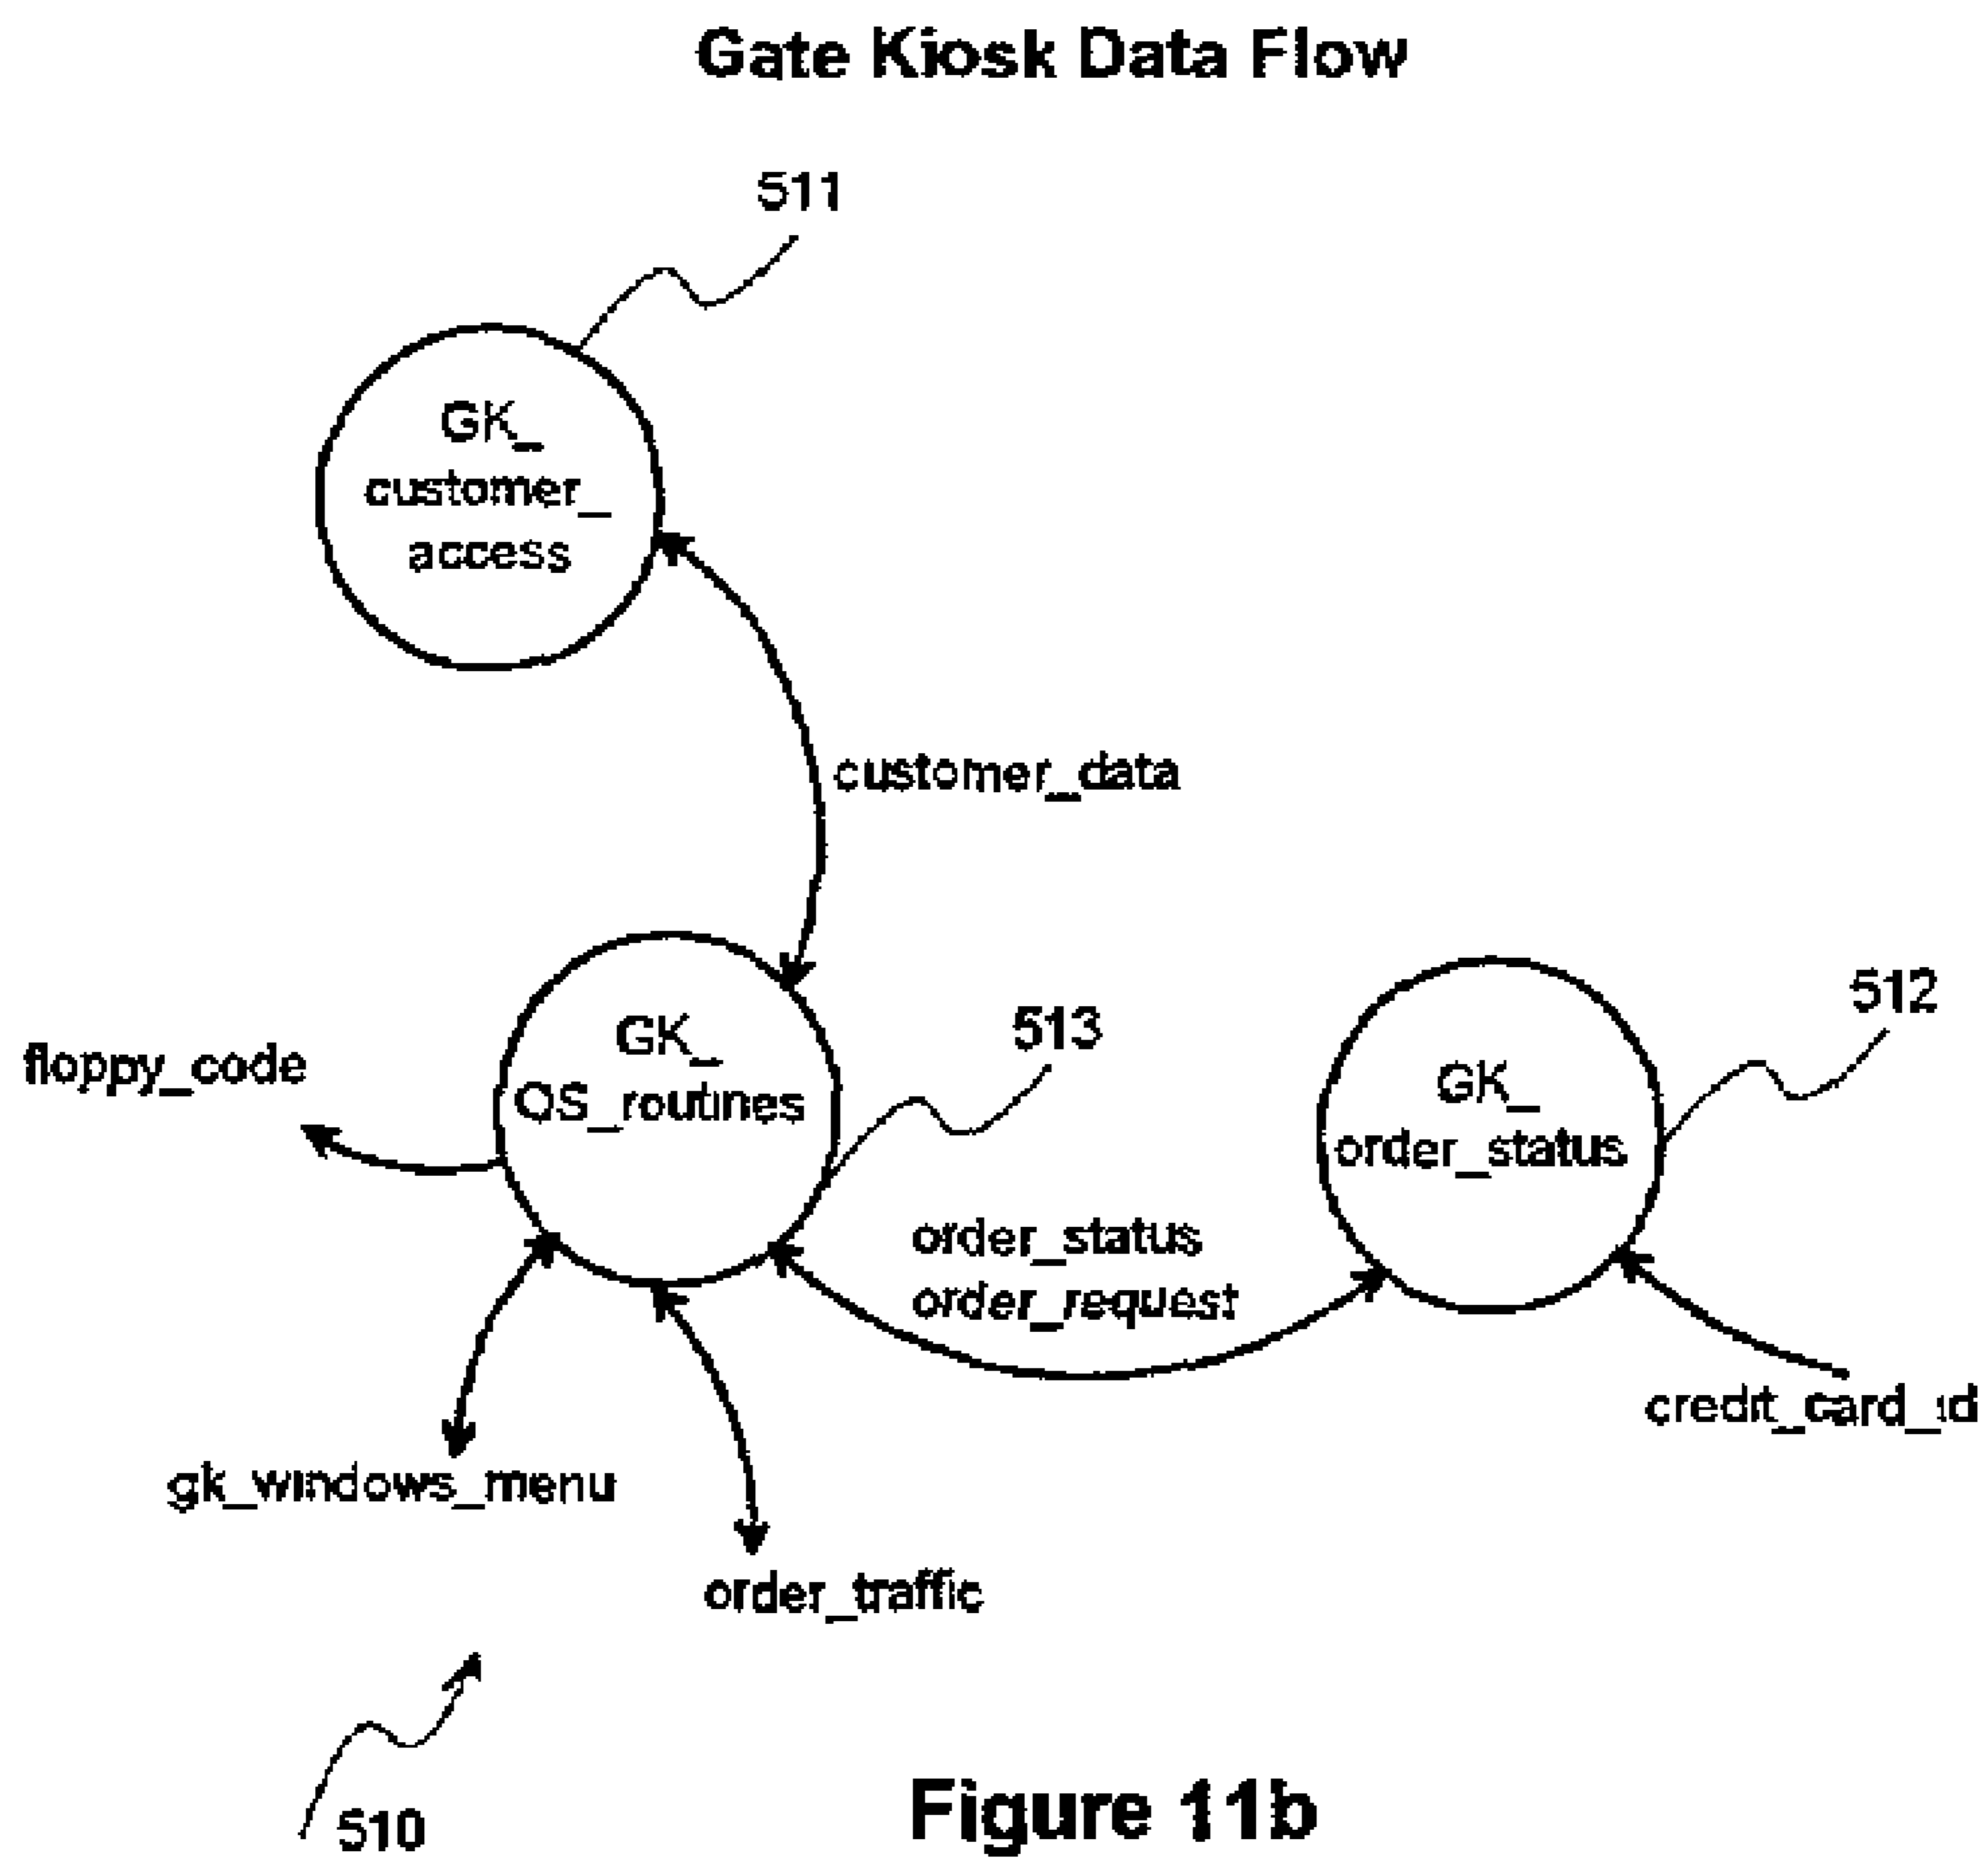 Gate Kiosk Data Flow
511
GK_
customer_
access
customer_data
GK_
OS_routines
513
GK_
order_status
512
floppy_code
order_status
order_request
credit_card_id
gk_windows_menu
order_traffic
510
Figure 11b